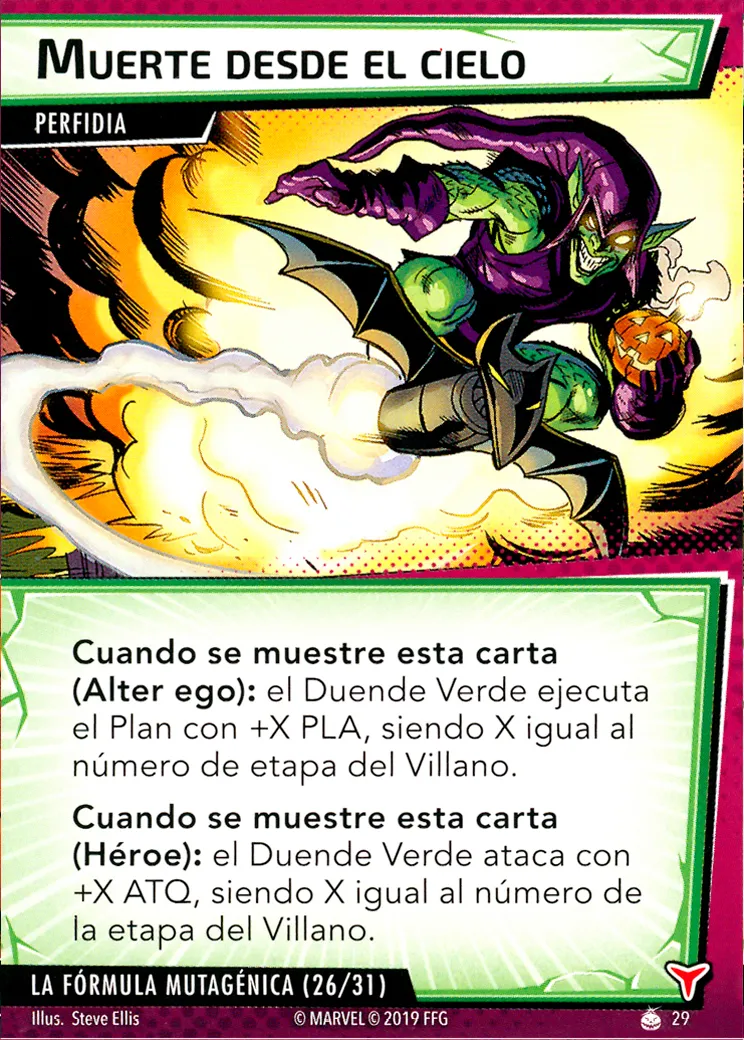 MUERTE DESDE EL CIELO
PERFIDIA
Cuando se muestre esta carta
(Alter ego): el Duende Verde ejecuta
el Plan con +X PLA, siendo X igual al
número de etapa del Villano.
Cuando se muestre esta carta
(Héroe): el Duende Verde ataca con
+X ATQ, siendo X igual al número de
la etapa del Villano.
LA FÓRMULA MUTAGÉNICA (26/31)
Illus. Steve Ellis
© MARVEL © 2019 FFG
29